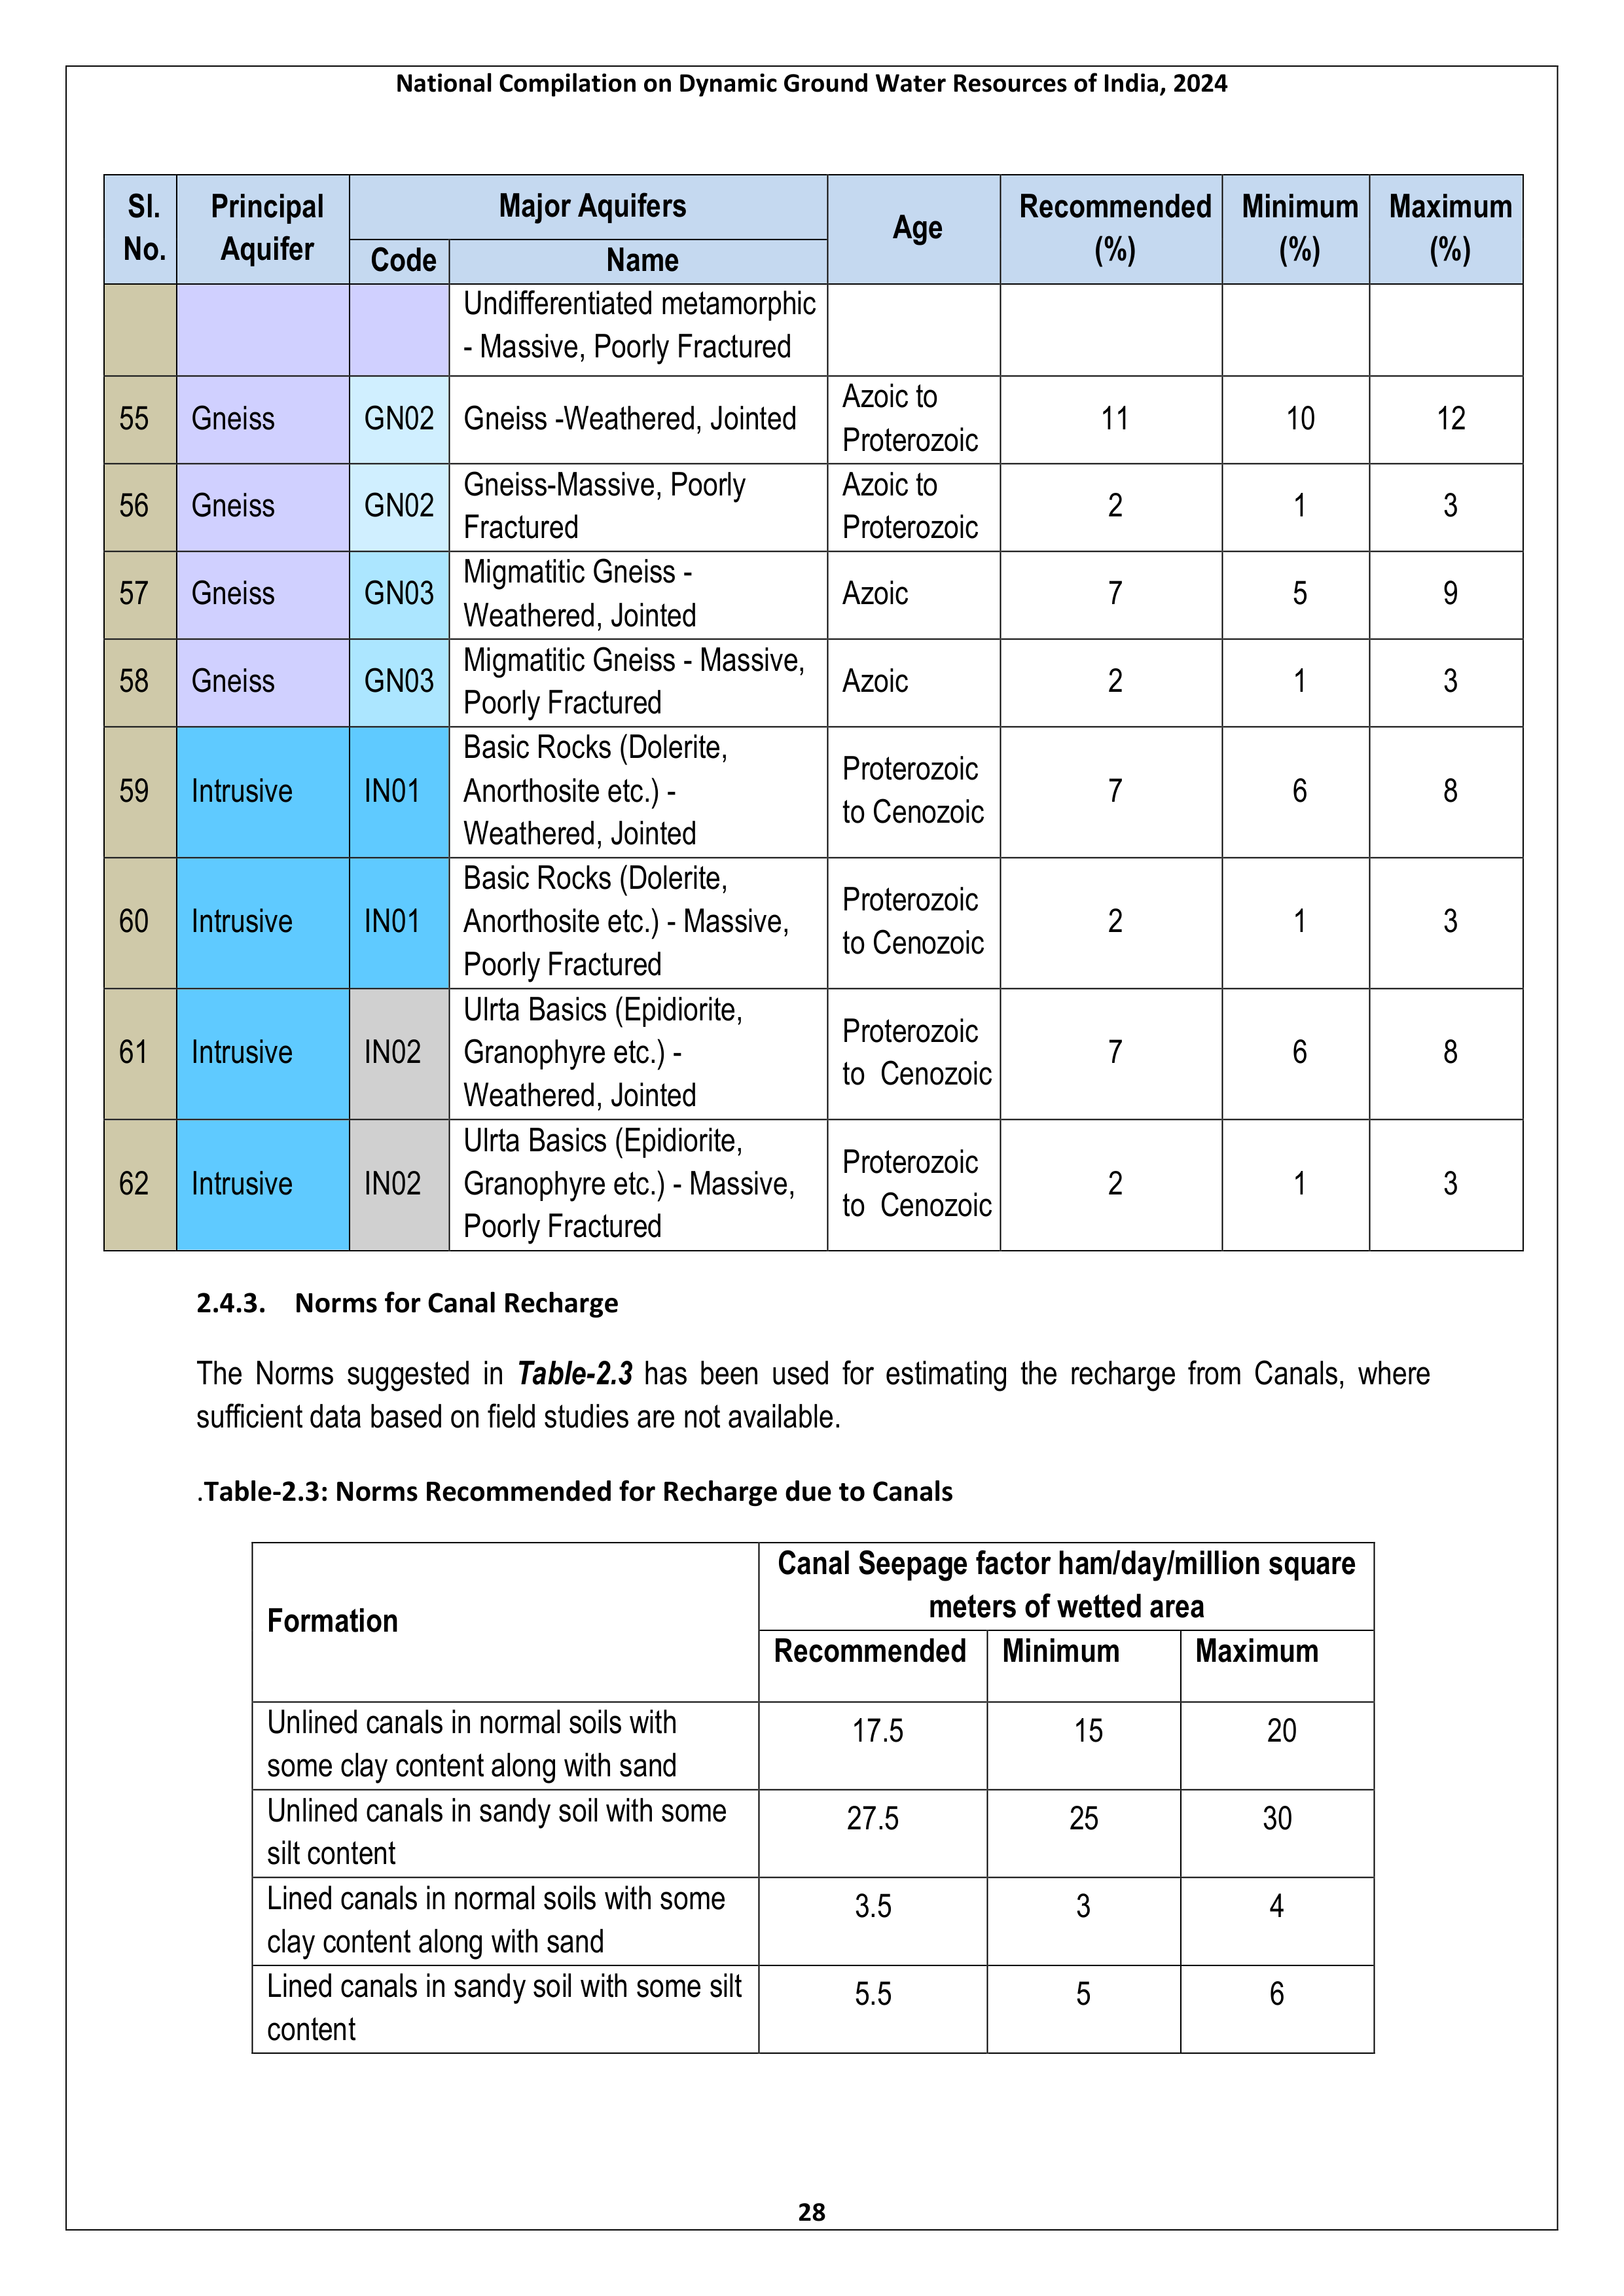 National Compilation on Dynamic Ground Water Resources of India, 2024
Sl. No. Principal Aquifer Major Aquifers Age Recommended (%) Minimum (%) Maximum (%)
Code Name
Undifferentiated metamorphic
- Massive, Poorly Fractured
55 Gneiss GN02 Gneiss -Weathered, Jointed Azoic to Proterozoic 11 10 12
56 Gneiss GN02 Gneiss-Massive, Poorly Fractured Azoic to Proterozoic 2 1 3
57 Gneiss GN03 Migmatitic Gneiss - Weathered, Jointed Azoic 7 5 9
58 Gneiss GN03 Migmatitic Gneiss - Massive, Poorly Fractured Azoic 2 1 3
59 Intrusive IN01 Basic Rocks (Dolerite, Anorthosite etc.) - Weathered, Jointed Proterozoic to Cenozoic 7 6 8
60 Intrusive IN01 Basic Rocks (Dolerite, Anorthosite etc.) - Massive, Poorly Fractured Proterozoic to Cenozoic 2 1 3
61 Intrusive IN02 Ulrta Basics (Epidiorite, Granophyre etc.) - Weathered, Jointed Proterozoic to Cenozoic 7 6 8
62 Intrusive IN02 Ulrta Basics (Epidiorite, Granophyre etc.) - Massive, Poorly Fractured Proterozoic to Cenozoic 2 1 3
2.4.3. Norms for Canal Recharge
The Norms suggested in Table-2.3 has been used for estimating the recharge from Canals, where
sufficient data based on field studies are not available.
.Table-2.3: Norms Recommended for Recharge due to Canals
Formation Canal Seepage factor ham/day/million square meters of wetted area
Recommended Minimum Maximum
Unlined canals in normal soils with some clay content along with sand 17.5 15 20
Unlined canals in sandy soil with some silt content 27.5 25 30
Lined canals in normal soils with some clay content along with sand 3.5 3 4
Lined canals in sandy soil with some silt content 5.5 5 6
28